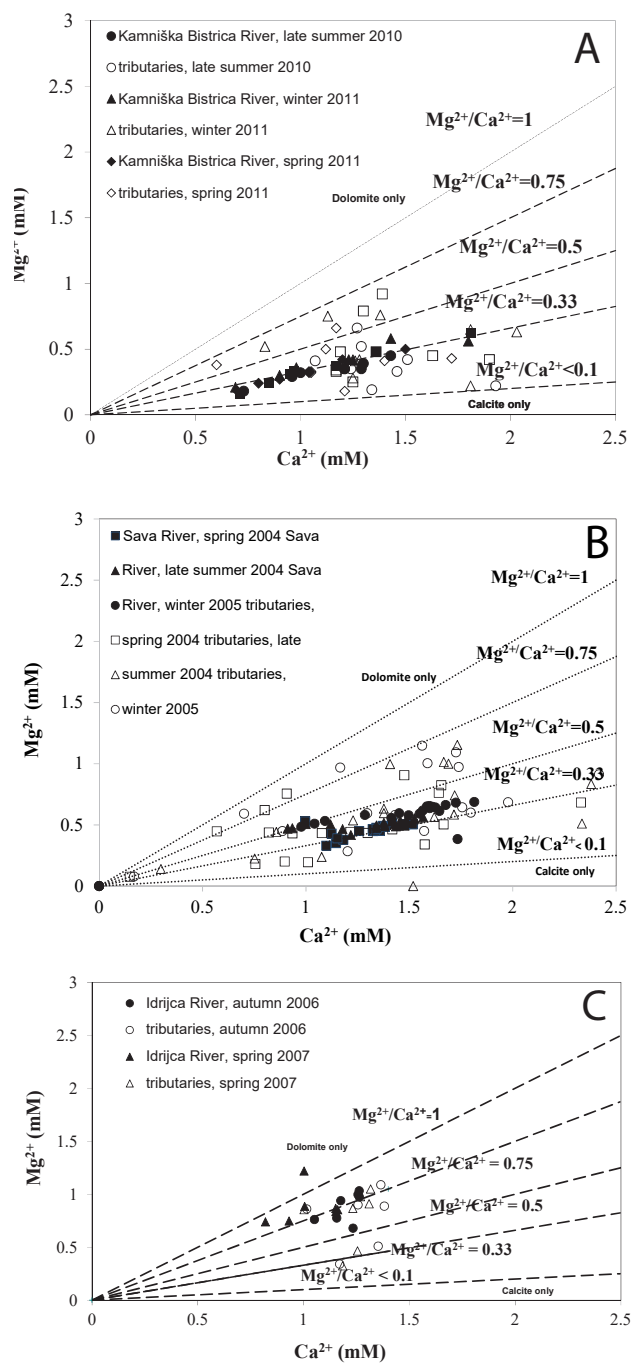 A
3
2.5
2
1.5
1
0.5
0
0
0.5
1
1.5
2
2.5
Mg²⁺ (mM)
Ca²⁺ (mM)
Kamniška Bistrica River, late summer 2010
tributaries, late summer 2010
Kamniška Bistrica River, winter 2011
tributaries, winter 2011
Kamniška Bistrica River, spring 2011
tributaries, spring 2011
Mg²⁺/Ca²⁺=1
Mg²⁺/Ca²⁺=0.75
Dolomite only
Mg²⁺/Ca²⁺=0.5
Mg²⁺/Ca²⁺=0.33
Mg²⁺/Ca²⁺<0.1
Calcite only
B
3
2.5
2
1.5
1
0.5
0
0
0.5
1
1.5
2
2.5
Mg²⁺ (mM)
Ca²⁺ (mM)
Sava River, spring 2004 Sava
River, late summer 2004 Sava
River, winter 2005 tributaries,
spring 2004 tributaries, late
summer 2004 tributaries,
winter 2005
Mg²⁺/Ca²⁺=1
Mg²⁺/Ca²⁺=0.75
Dolomite only
Mg²⁺/Ca²⁺=0.5
Mg²⁺/Ca²⁺=0.33
Mg²⁺/Ca²⁺<0.1
Calcite only
C
3
2.5
2
1.5
1
0.5
0
0
0.5
1
1.5
2
2.5
Mg²⁺ (mM)
Ca²⁺ (mM)
Idrijca River, autumn 2006
tributaries, autumn 2006
Idrijca River, spring 2007
tributaries, spring 2007
Mg²⁺/Ca²⁺=1
Dolomite only
Mg²⁺/Ca²⁺ = 0.75
Mg²⁺/Ca²⁺ = 0.5
Mg²⁺/Ca²⁺ = 0.33
Mg²⁺/Ca²⁺ < 0.1
Calcite only